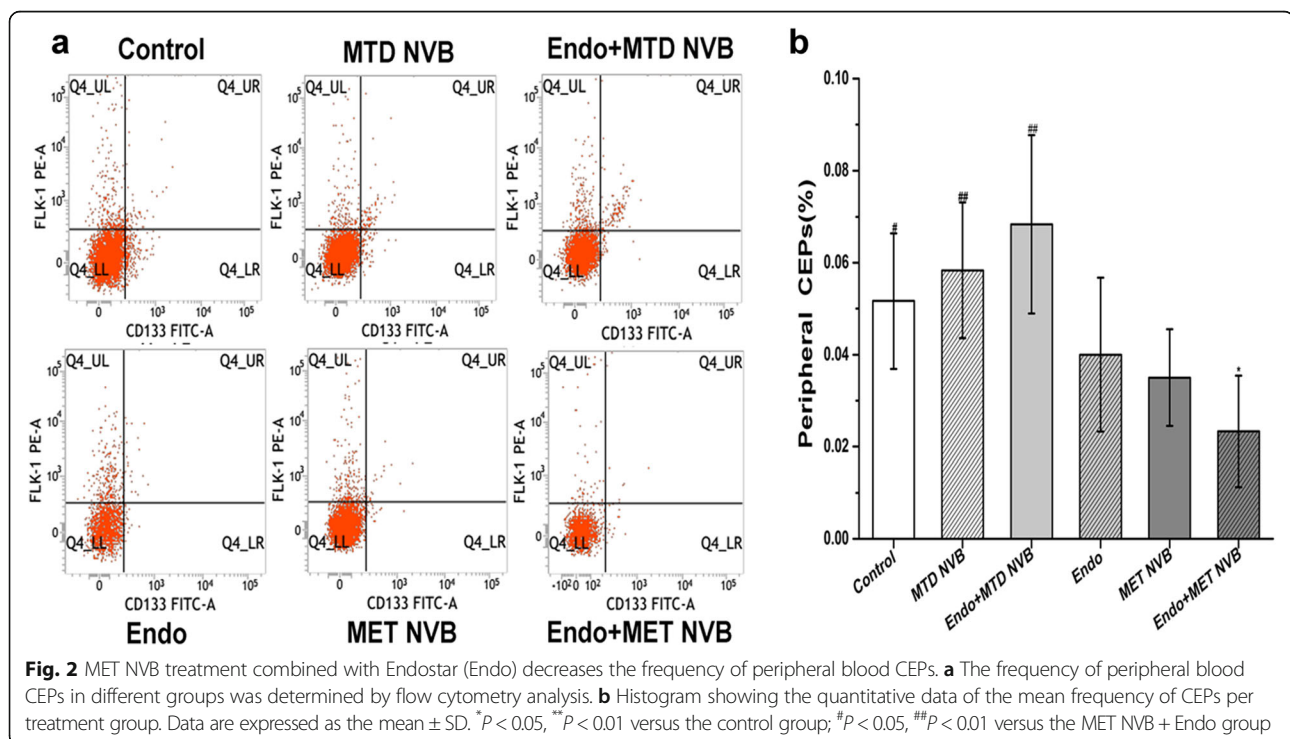 a
Control MTD NVB Endo+MTD NVB
Q4_UL Q4_UR
Q4_LL Q4_LR
FLK-1 PE-A
10^5
10^4
10^3
0
0 10^3 10^4 10^5
CD133 FITC-A
Q4_UL Q4_UR
Q4_LL Q4_LR
FLK-1 PE-A
10^5
10^4
10^3
0
0 10^3 10^4 10^5
CD133 FITC-A
Q4_UL Q4_UR
Q4_LL Q4_LR
FLK-1 PE-A
10^5
10^4
10^3
0
0 10^3 10^4 10^5
CD133 FITC-A
Q4_UL Q4_UR
Q4_LL Q4_LR
FLK-1 PE-A
10^5
10^4
10^3
0
0 10^3 10^4 10^5
CD133 FITC-A
Q4_UL Q4_UR
Q4_LL Q4_LR
FLK-1 PE-A
10^5
10^4
10^3
0
0 10^3 10^4 10^5
CD133 FITC-A
Q4_UL Q4_UR
Q4_LL Q4_LR
FLK-1 PE-A
10^5
10^4
10^3
0
-10^2 0 10^2 10^3 10^4 10^5
CD133 FITC-A
Endo MET NVB Endo+MET NVB
b
Peripheral CEPs(%)
0.10
0.08
0.06
0.04
0.02
0.00
# ## ## *
Control MTD NVB Endo+MTD NVB Endo MET NVB Endo+MET NVB
Fig. 2 MET NVB treatment combined with Endostar (Endo) decreases the frequency of peripheral blood CEPs. a The frequency of peripheral blood
CEPs in different groups was determined by flow cytometry analysis. b Histogram showing the quantitative data of the mean frequency of CEPs per
treatment group. Data are expressed as the mean ± SD. *P < 0.05, **P < 0.01 versus the control group; #P < 0.05, ##P < 0.01 versus the MET NVB + Endo group